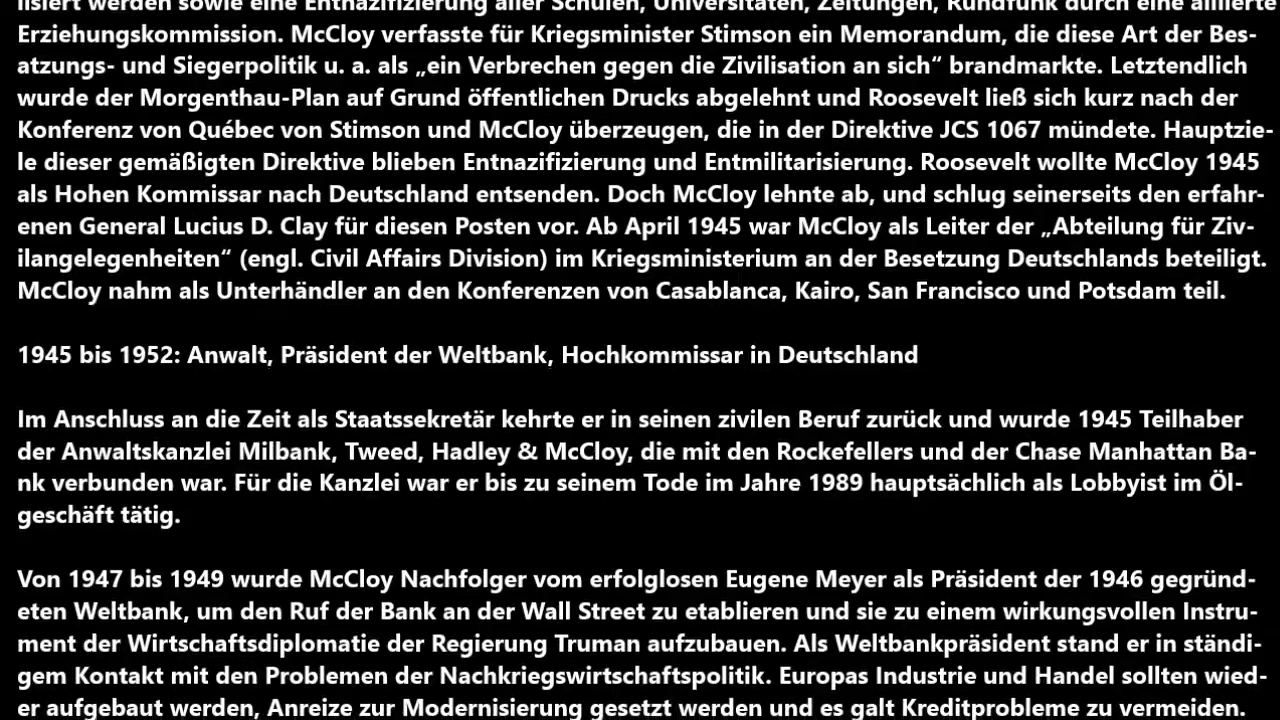 lisiert werden sowie eine Entnazifizierung aller Schulen, Universitäten, Zeitungen, Rundfunk durch eine alliierte
Erziehungskommission. McCloy verfasste für Kriegsminister Stimson ein Memorandum, die diese Art der Bes-
atzungs- und Siegerpolitik u. a. als „ein Verbrechen gegen die Zivilisation an sich“ brandmarkte. Letztendlich
wurde der Morgenthau-Plan auf Grund öffentlichen Drucks abgelehnt und Roosevelt ließ sich kurz nach der
Konferenz von Québec von Stimson und McCloy überzeugen, die in der Direktive JCS 1067 mündete. Hauptzie-
le dieser gemäßigten Direktive blieben Entnazifizierung und Entmilitarisierung. Roosevelt wollte McCloy 1945
als Hohen Kommissar nach Deutschland entsenden. Doch McCloy lehnte ab, und schlug seinerseits den erfahr-
enen General Lucius D. Clay für diesen Posten vor. Ab April 1945 war McCloy als Leiter der „Abteilung für Ziv-
ilangelegenheiten“ (engl. Civil Affairs Division) im Kriegsministerium an der Besetzung Deutschlands beteiligt.
McCloy nahm als Unterhändler an den Konferenzen von Casablanca, Kairo, San Francisco und Potsdam teil.
1945 bis 1952: Anwalt, Präsident der Weltbank, Hochkommissar in Deutschland
Im Anschluss an die Zeit als Staatssekretär kehrte er in seinen zivilen Beruf zurück und wurde 1945 Teilhaber
der Anwaltskanzlei Milbank, Tweed, Hadley & McCloy, die mit den Rockefellers und der Chase Manhattan Ba-
nk verbunden war. Für die Kanzlei war er bis zu seinem Tode im Jahre 1989 hauptsächlich als Lobbyist im Öl-
geschäft tätig.
Von 1947 bis 1949 wurde McCloy Nachfolger vom erfolglosen Eugene Meyer als Präsident der 1946 gegründ-
eten Weltbank, um den Ruf der Bank an der Wall Street zu etablieren und sie zu einem wirkungsvollen Instru-
ment der Wirtschaftsdiplomatie der Regierung Truman aufzubauen. Als Weltbankpräsident stand er in ständi-
gem Kontakt mit den Problemen der Nachkriegswirtschaftspolitik. Europas Industrie und Handel sollten wied-
er aufgebaut werden, Anreize zur Modernisierung gesetzt werden und es galt Kreditprobleme zu vermeiden.